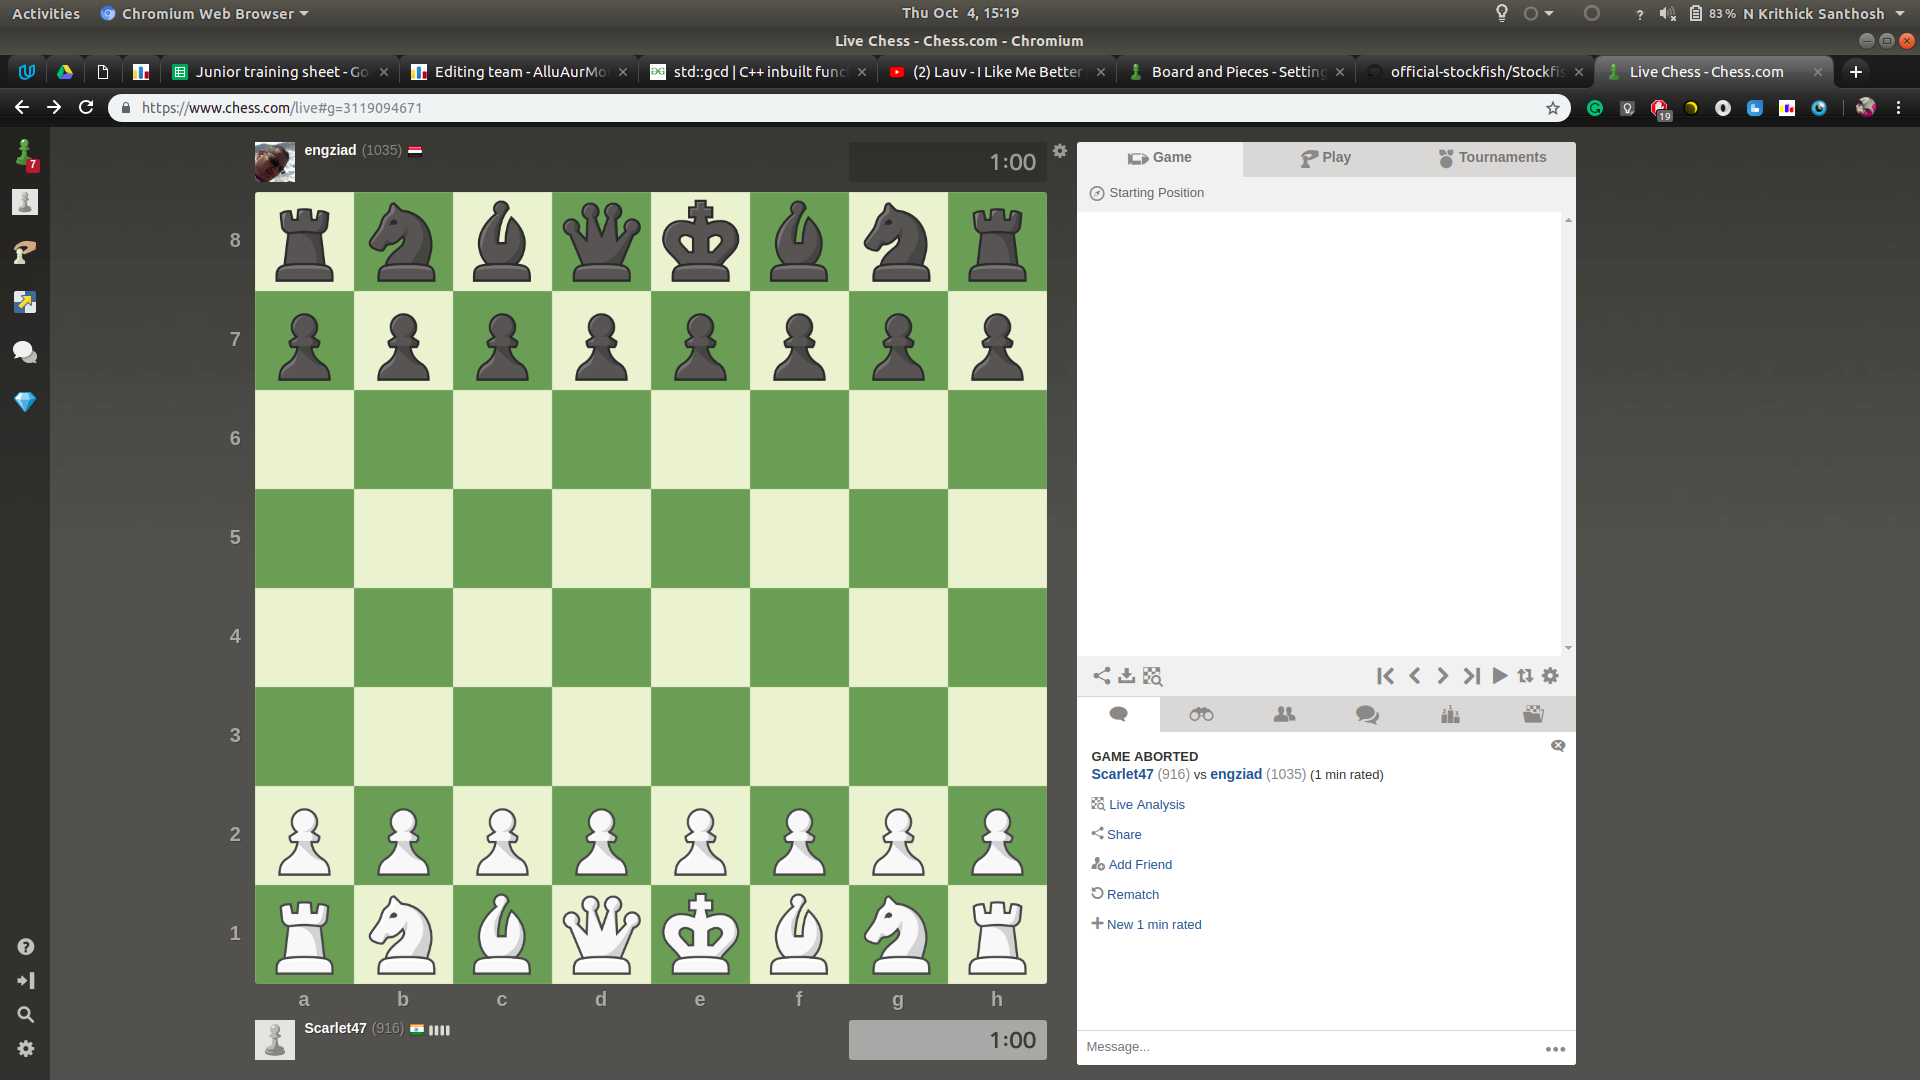 Activities
Chromium Web Browser
Thu Oct 4, 15:19
?
83 %
N Krithick Santhosh
Live Chess - Chess.com - Chromium
Junior training sheet - Go
Editing team - AlluAurMo
std::gcd | C++ inbuilt func
(2) Lauv - I Like Me Better
Board and Pieces - Setting
official-stockfish/Stockfis
Live Chess - Chess.com
https://www.chess.com/live#g=3119094671
19
7
engziad (1035)
1:00
Game
Play
Tournaments
Starting Position
8
7
6
5
4
3
2
1
a b c d e f g h
GAME ABORTED
Scarlet47 (916) vs engziad (1035) (1 min rated)
Live Analysis
Share
Add Friend
Rematch
New 1 min rated
Scarlet47 (916)
1:00
Message...